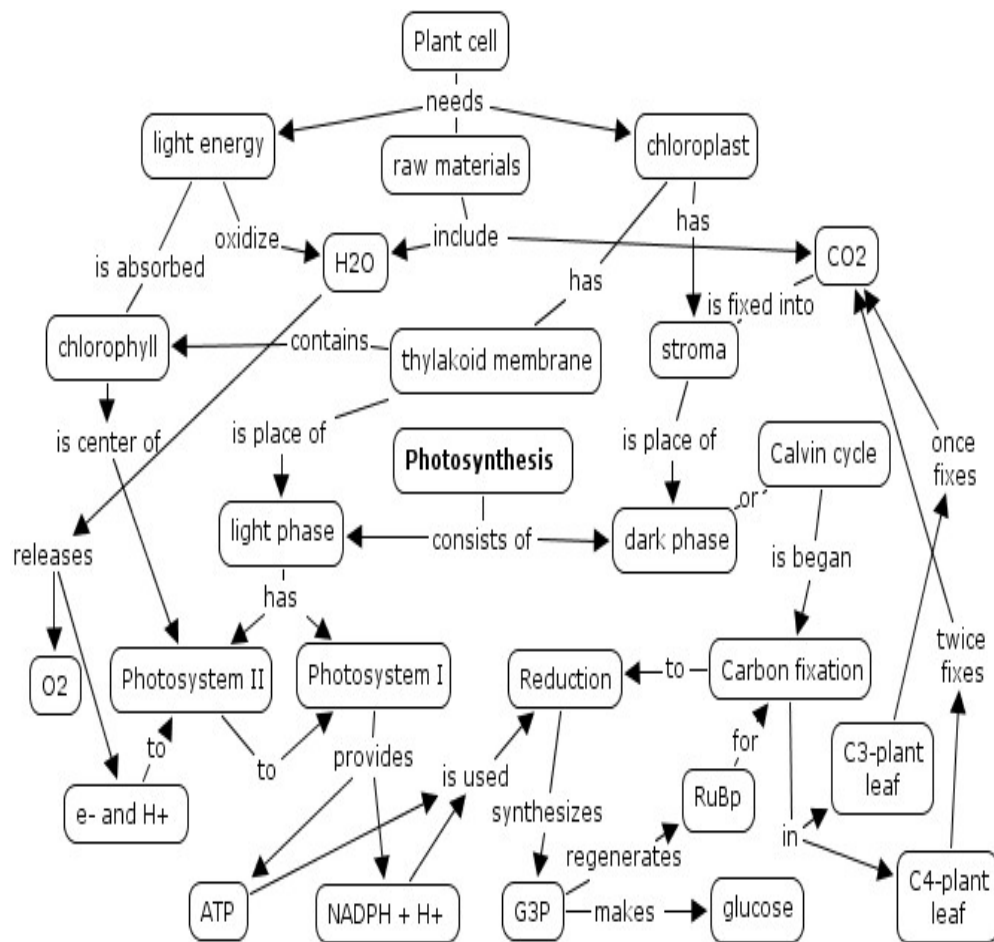 Plant cell
needs
light energy
raw materials
chloroplast
oxidize
include
has
is absorbed
H2O
CO2
has
is fixed into
chlorophyll
contains
thylakoid membrane
stroma
is center of
is place of
is place of
Photosynthesis
Calvin cycle
once
fixes
or
light phase
consists of
dark phase
releases
is began
has
O2
Photosystem II
Photosystem I
Reduction
to
Carbon fixation
twice
fixes
to
to
provides
is used
for
C3-plant
leaf
e- and H+
synthesizes
RuBp
in
regenerates
ATP
NADPH + H+
G3P
makes
glucose
C4-plant
leaf